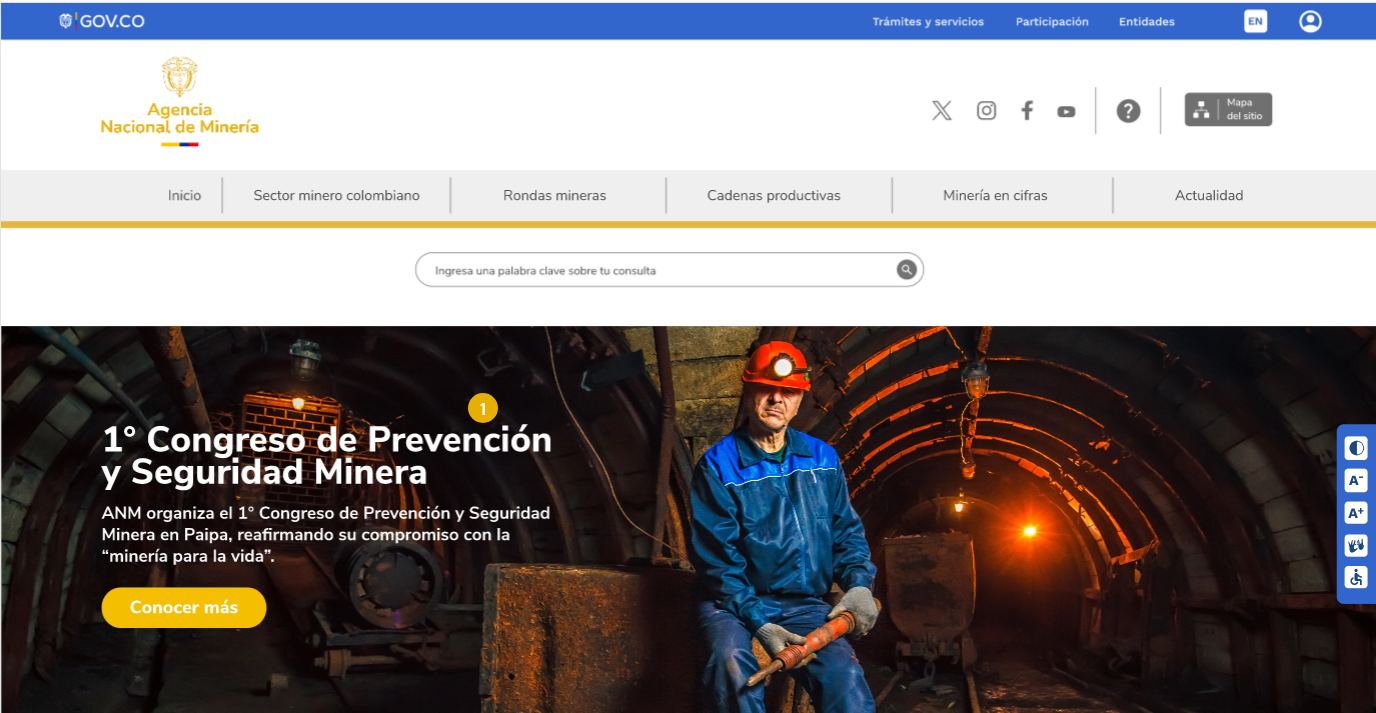 GOV.CO
Trámites y servicios
Participación
Entidades
EN
Agencia
Nacional de Minería
?
Mapa
del sitio
Inicio
Sector minero colombiano
Rondas mineras
Cadenas productivas
Minería en cifras
Actualidad
Ingresa una palabra clave sobre tu consulta
1
1° Congreso de Prevención
y Seguridad Minera
ANM organiza el 1° Congreso de Prevención y Seguridad
Minera en Paipa, reafirmando su compromiso con la
“minería para la vida”.
Conocer más
A-
A+